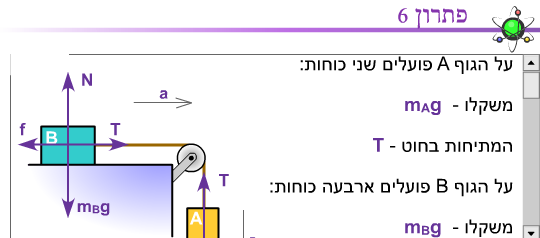 פתרון 6
על הגוף A פועלים שני כוחות:
משקלו - mAg
המתיחות בחוט - T
על הגוף B פועלים ארבעה כוחות:
משקלו - mBg
N
a
f
B
T
T
mBg
A